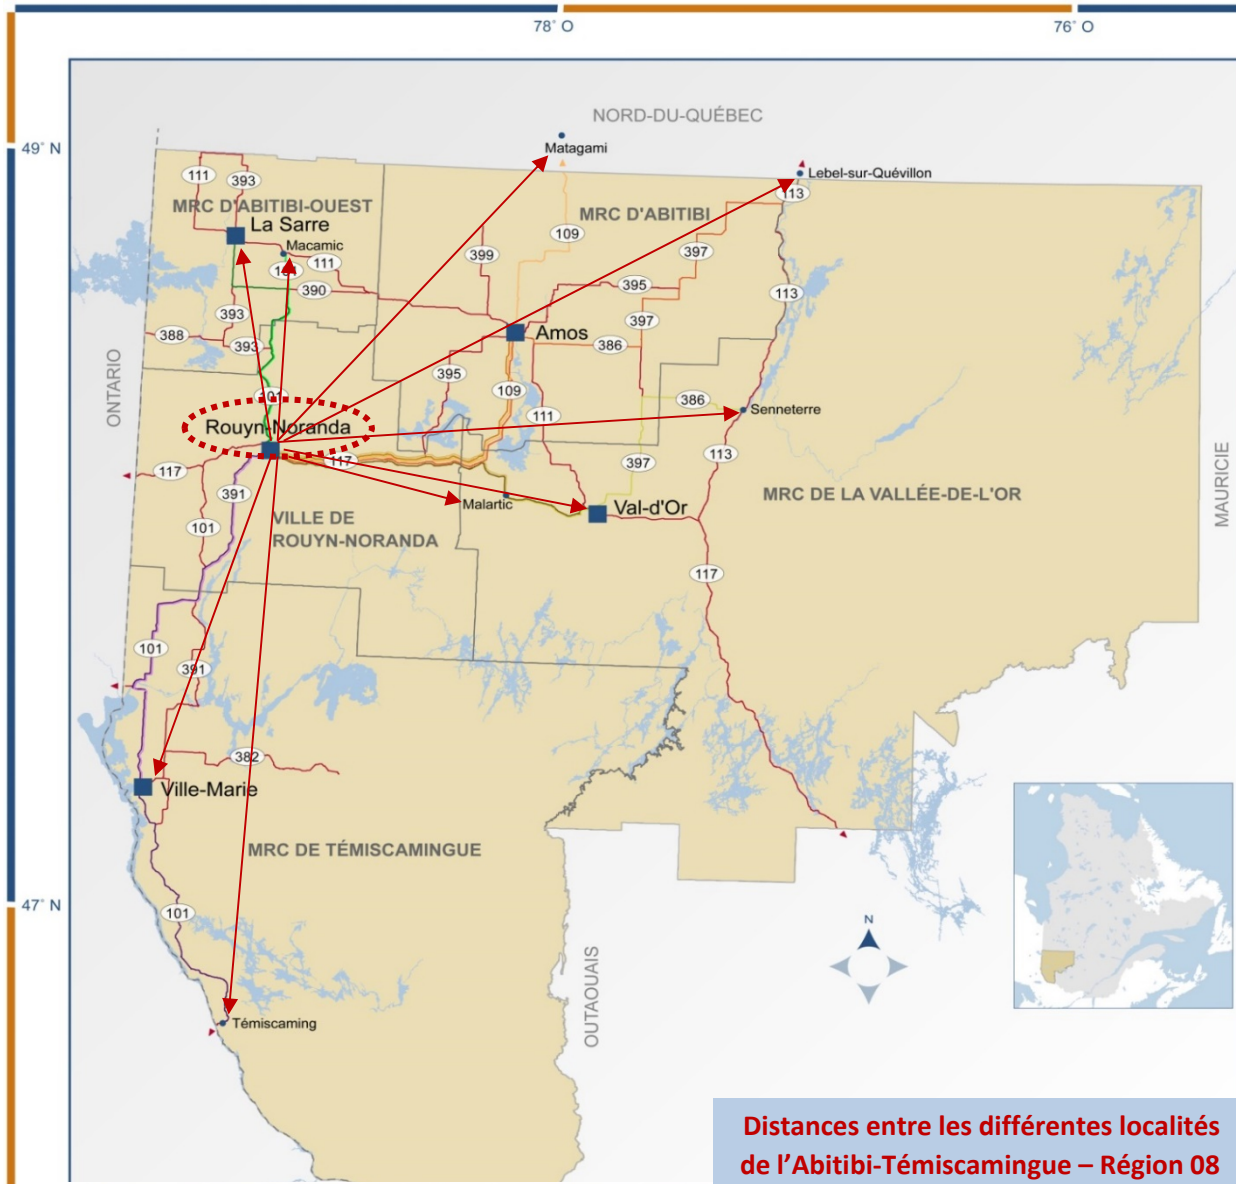 78° O
76° O
NORD-DU-QUÉBEC
49° N
Matagami
Lebel-sur-Quévillon
111
393
113
MRC D'ABITIBI-OUEST
MRC D'ABITIBI
La Sarre
109
Macamic
399
397
111
390
395
113
393
397
388
393
Amos
386
ONTARIO
395
109
386
101
111
Senneterre
Rouyn-Noranda
117
117
397
113
391
Malartic
MRC DE LA VALLÉE-DE-L'OR
MAURICIE
Val-d'Or
101
VILLE DE
ROUYN-NORANDA
117
101
391
382
Ville-Marie
MRC DE TÉMISCAMINGUE
47° N
101
N
OUTAOUAIS
Témiscaming
Distances entre les différentes localités
de l'Abitibi-Témiscamingue – Région 08